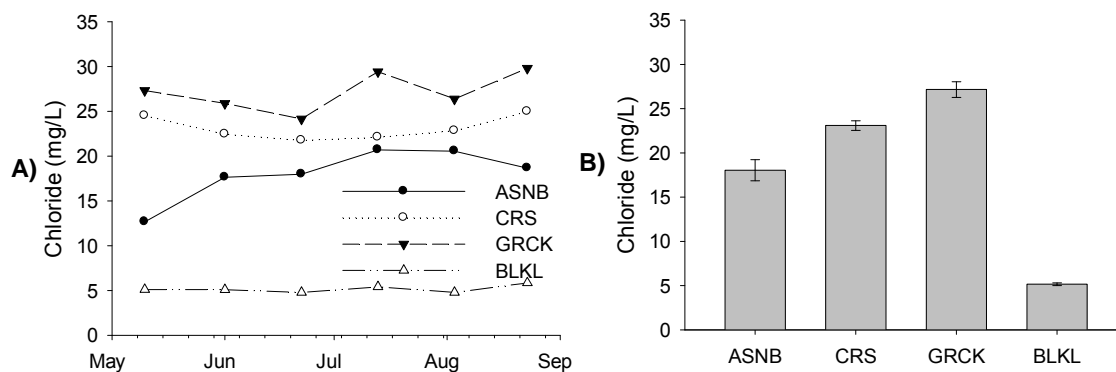 A)
Chloride (mg/L)
35
30
25
20
15
10
5
0
May Jun Jul Aug Sep
ASNB
CRS
GRCK
BLKL
B)
Chloride (mg/L)
35
30
25
20
15
10
5
0
ASNB CRS GRCK BLKL